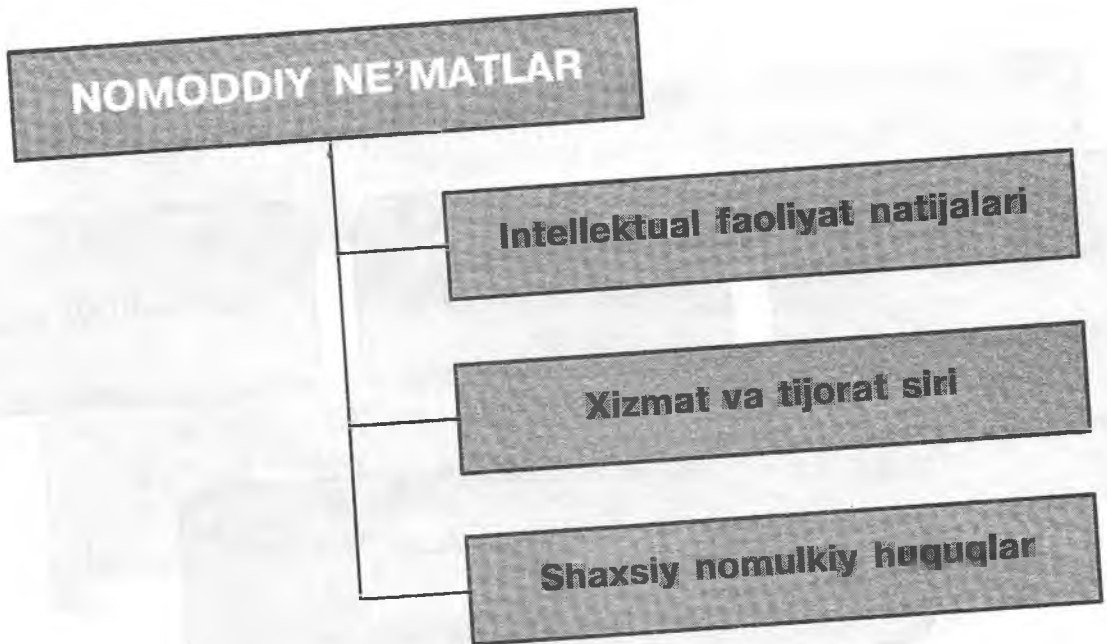 NOMODDIY NE'MATLAR
Intellektual faoliyat natijalari
Xizmat va tijorat siri
Shaxsiy nomulkiy huquqlar